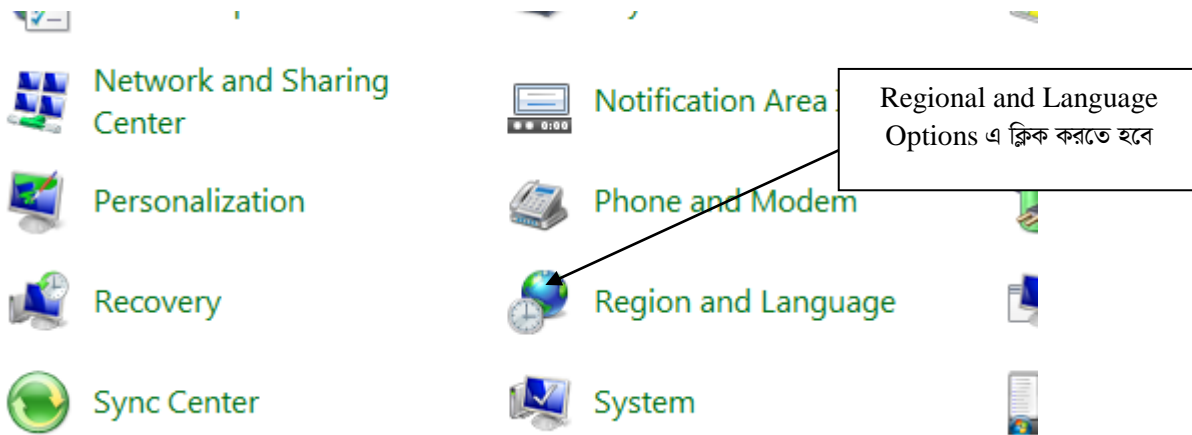 Network and Sharing
Center
Notification Area
Regional and Language
Options এ ক্লিক করতে হবে
Personalization
Phone and Modem
Recovery
Region and Language
Sync Center
System